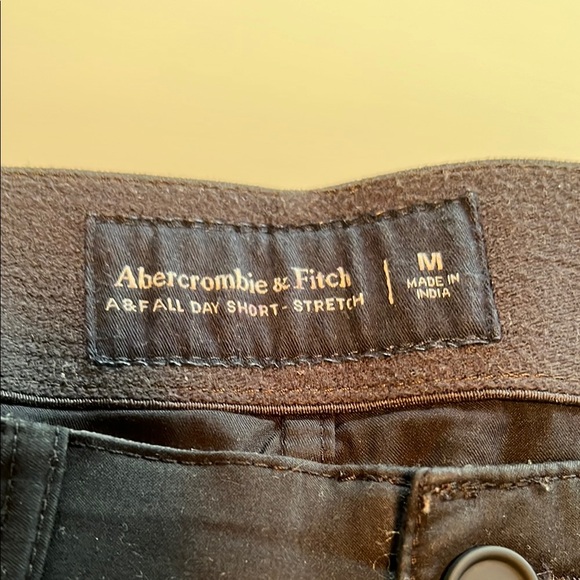 Abercrombie & Fitch
A&F ALL DAY SHORT - STRETCH
M
MADE IN
INDIA